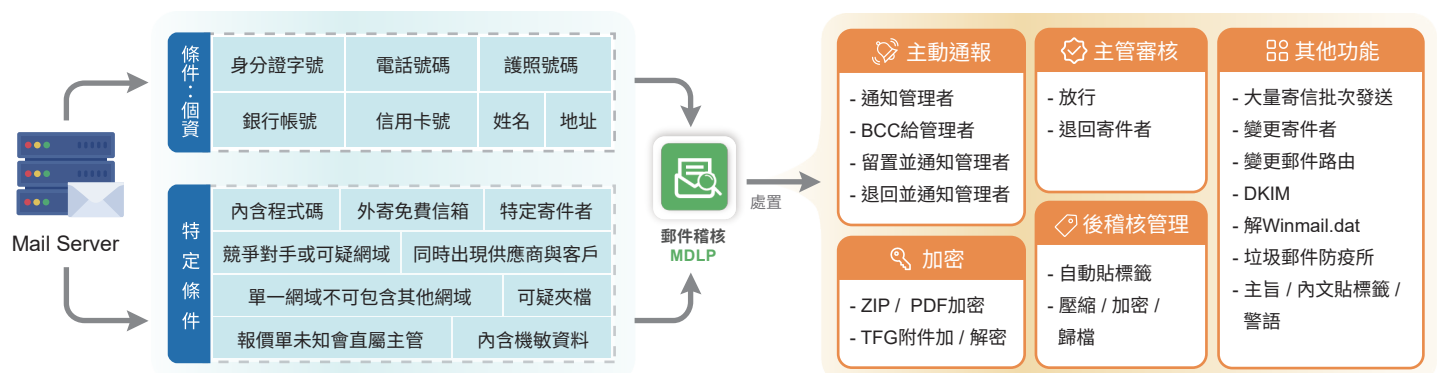 Mail Server
條件：個資
身分證字號
電話號碼
護照號碼
銀行帳號
信用卡號
姓名
地址
特定條件
內含程式碼
外寄免費信箱
特定寄件者
競爭對手或可疑網域
同時出現供應商與客戶
單一網域不可包含其他網域
可疑夾檔
報價單未知會直屬主管
內含機敏資料
郵件稽核
MDLP
處置
主動通報
- 通知管理者
- BCC給管理者
- 留置並通知管理者
- 退回並通知管理者
加密
- ZIP / PDF加密
- TFG附件加 / 解密
主管審核
- 放行
- 退回寄件者
後稽核管理
- 自動貼標籤
- 壓縮 / 加密 /
歸檔
其他功能
- 大量寄信批次發送
- 變更寄件者
- 變更郵件路由
- DKIM
- 解Winmail.dat
- 垃圾郵件防疫所
- 主旨 / 內文貼標籤 /
警語